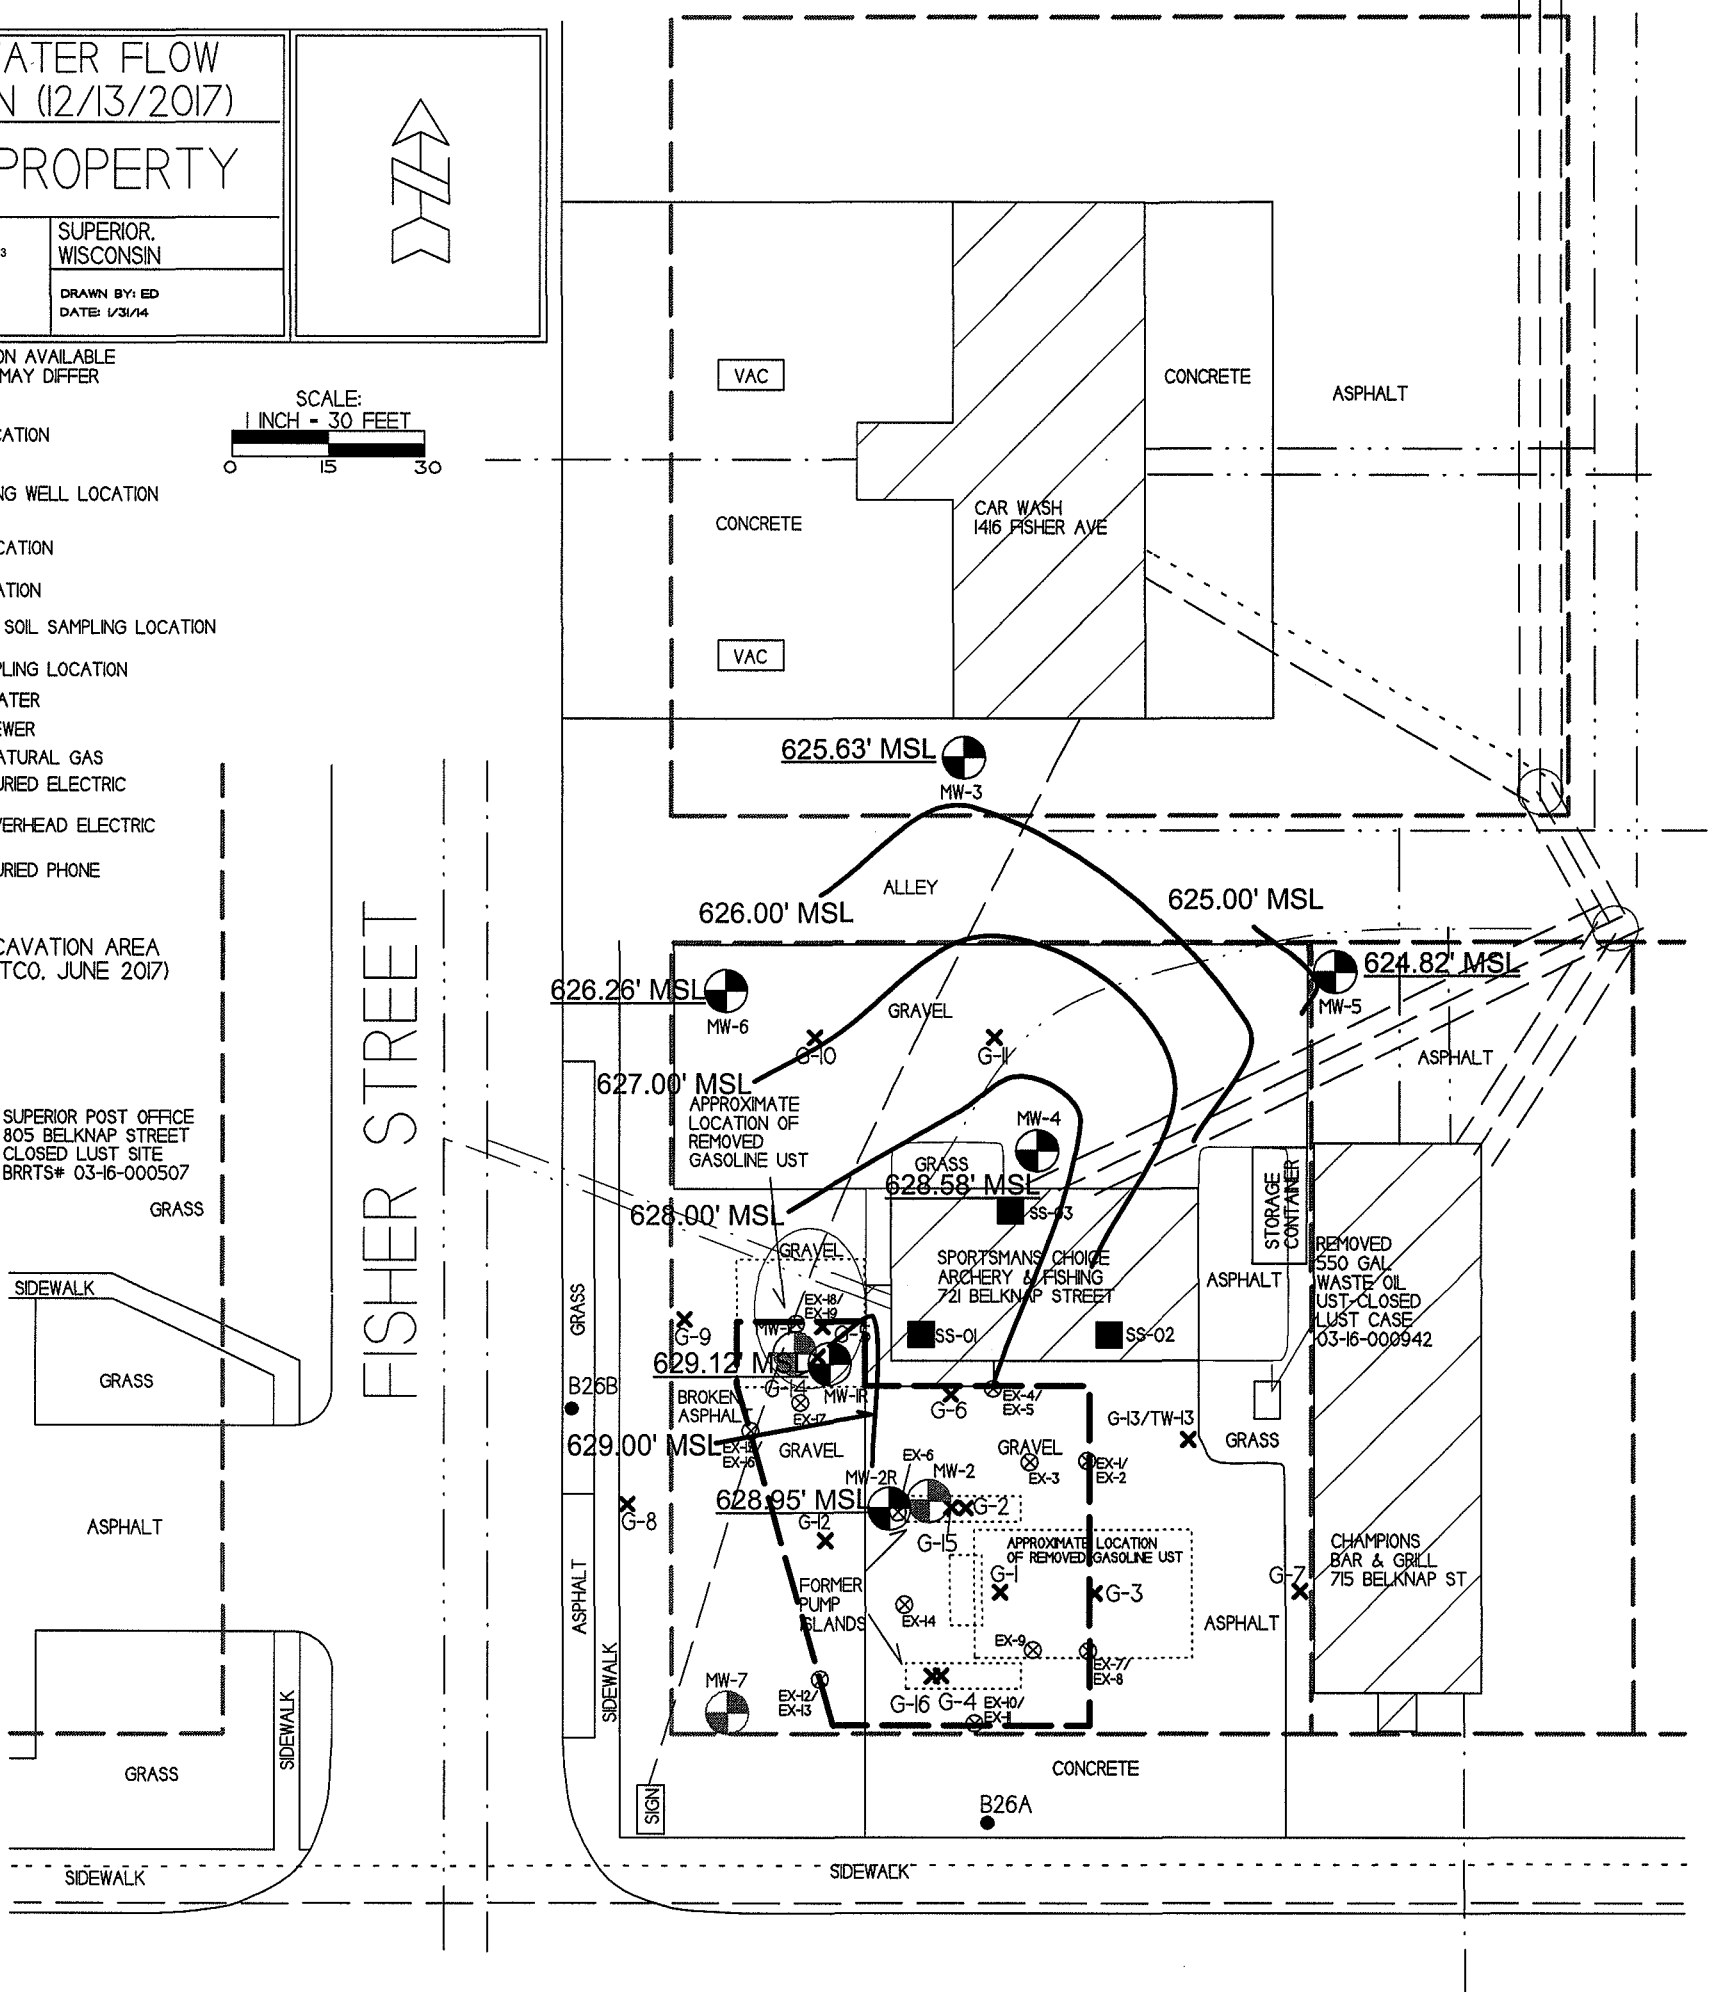 ATER FLOW
N (12/13/2017)
PROPERTY
3
SUPERIOR,
WISCONSIN
DRAWN BY: ED
DATE: 1/31/14
N
ON AVAILABLE
MAY DIFFER
SCALE:
1 INCH = 30 FEET
0 15 30
CATION
NG WELL LOCATION
CATION
ATION
SOIL SAMPLING LOCATION
PLING LOCATION
ATER
EWER
ATURAL GAS
URIED ELECTRIC
VERHEAD ELECTRIC
URIED PHONE
CAVATION AREA
TCO, JUNE 2017)
SUPERIOR POST OFFICE
805 BELKNAP STREET
CLOSED LUST SITE
BRRTS# 03-16-000507
GRASS
SIDEWALK
GRASS
ASPHALT
SIDEWALK
GRASS
SIDEWALK
FISHER STREET
VAC
CONCRETE
VAC
CAR WASH
1416 FISHER AVE
CONCRETE
ASPHALT
625.63' MSL
MW-3
ALLEY
626.00' MSL
625.00' MSL
624.82' MSL
MW-5
626.26' MSL
MW-6
GRAVEL
G-10
G-11
ASPHALT
627.00' MSL
APPROXIMATE
LOCATION OF
REMOVED
GASOLINE UST
MW-4
GRASS
628.58' MSL
SS-03
628.00' MSL
STORAGE
CONTAINER
GRAVEL
SPORTSMANS CHOICE
ARCHERY & FISHING
721 BELKNAP STREET
ASPHALT
REMOVED
550 GAL
WASTE OIL
UST-CLOSED
LUST CASE
03-16-000942
GRASS
EX-18/
EX-19
G-9
G-5
SS-01
SS-02
629.12' MSL
G-14
MW-1R
B26B
BROKEN
ASPHALT
EX-17
G-6
EX-4/
EX-5
G-13/TW-13
GRASS
629.00' MSL
EX-16
GRAVEL
GRAVEL
EX-3
EX-1/
EX-2
EX-6
MW-2R
MW-2
628.95' MSL
G-2
G-8
G-12
G-15
APPROXIMATE LOCATION
OF REMOVED GASOLINE UST
CHAMPIONS
BAR & GRILL
715 BELKNAP ST
G-1
G-3
G-7
FORMER
PUMP
ISLANDS
EX-14
ASPHALT
ASPHALT
SIDEWALK
EX-9
EX-7/
EX-8
MW-7
EX-12/
EX-13
G-16
G-4
EX-10/
EX-11
CONCRETE
SIGN
B26A
SIDEWALK